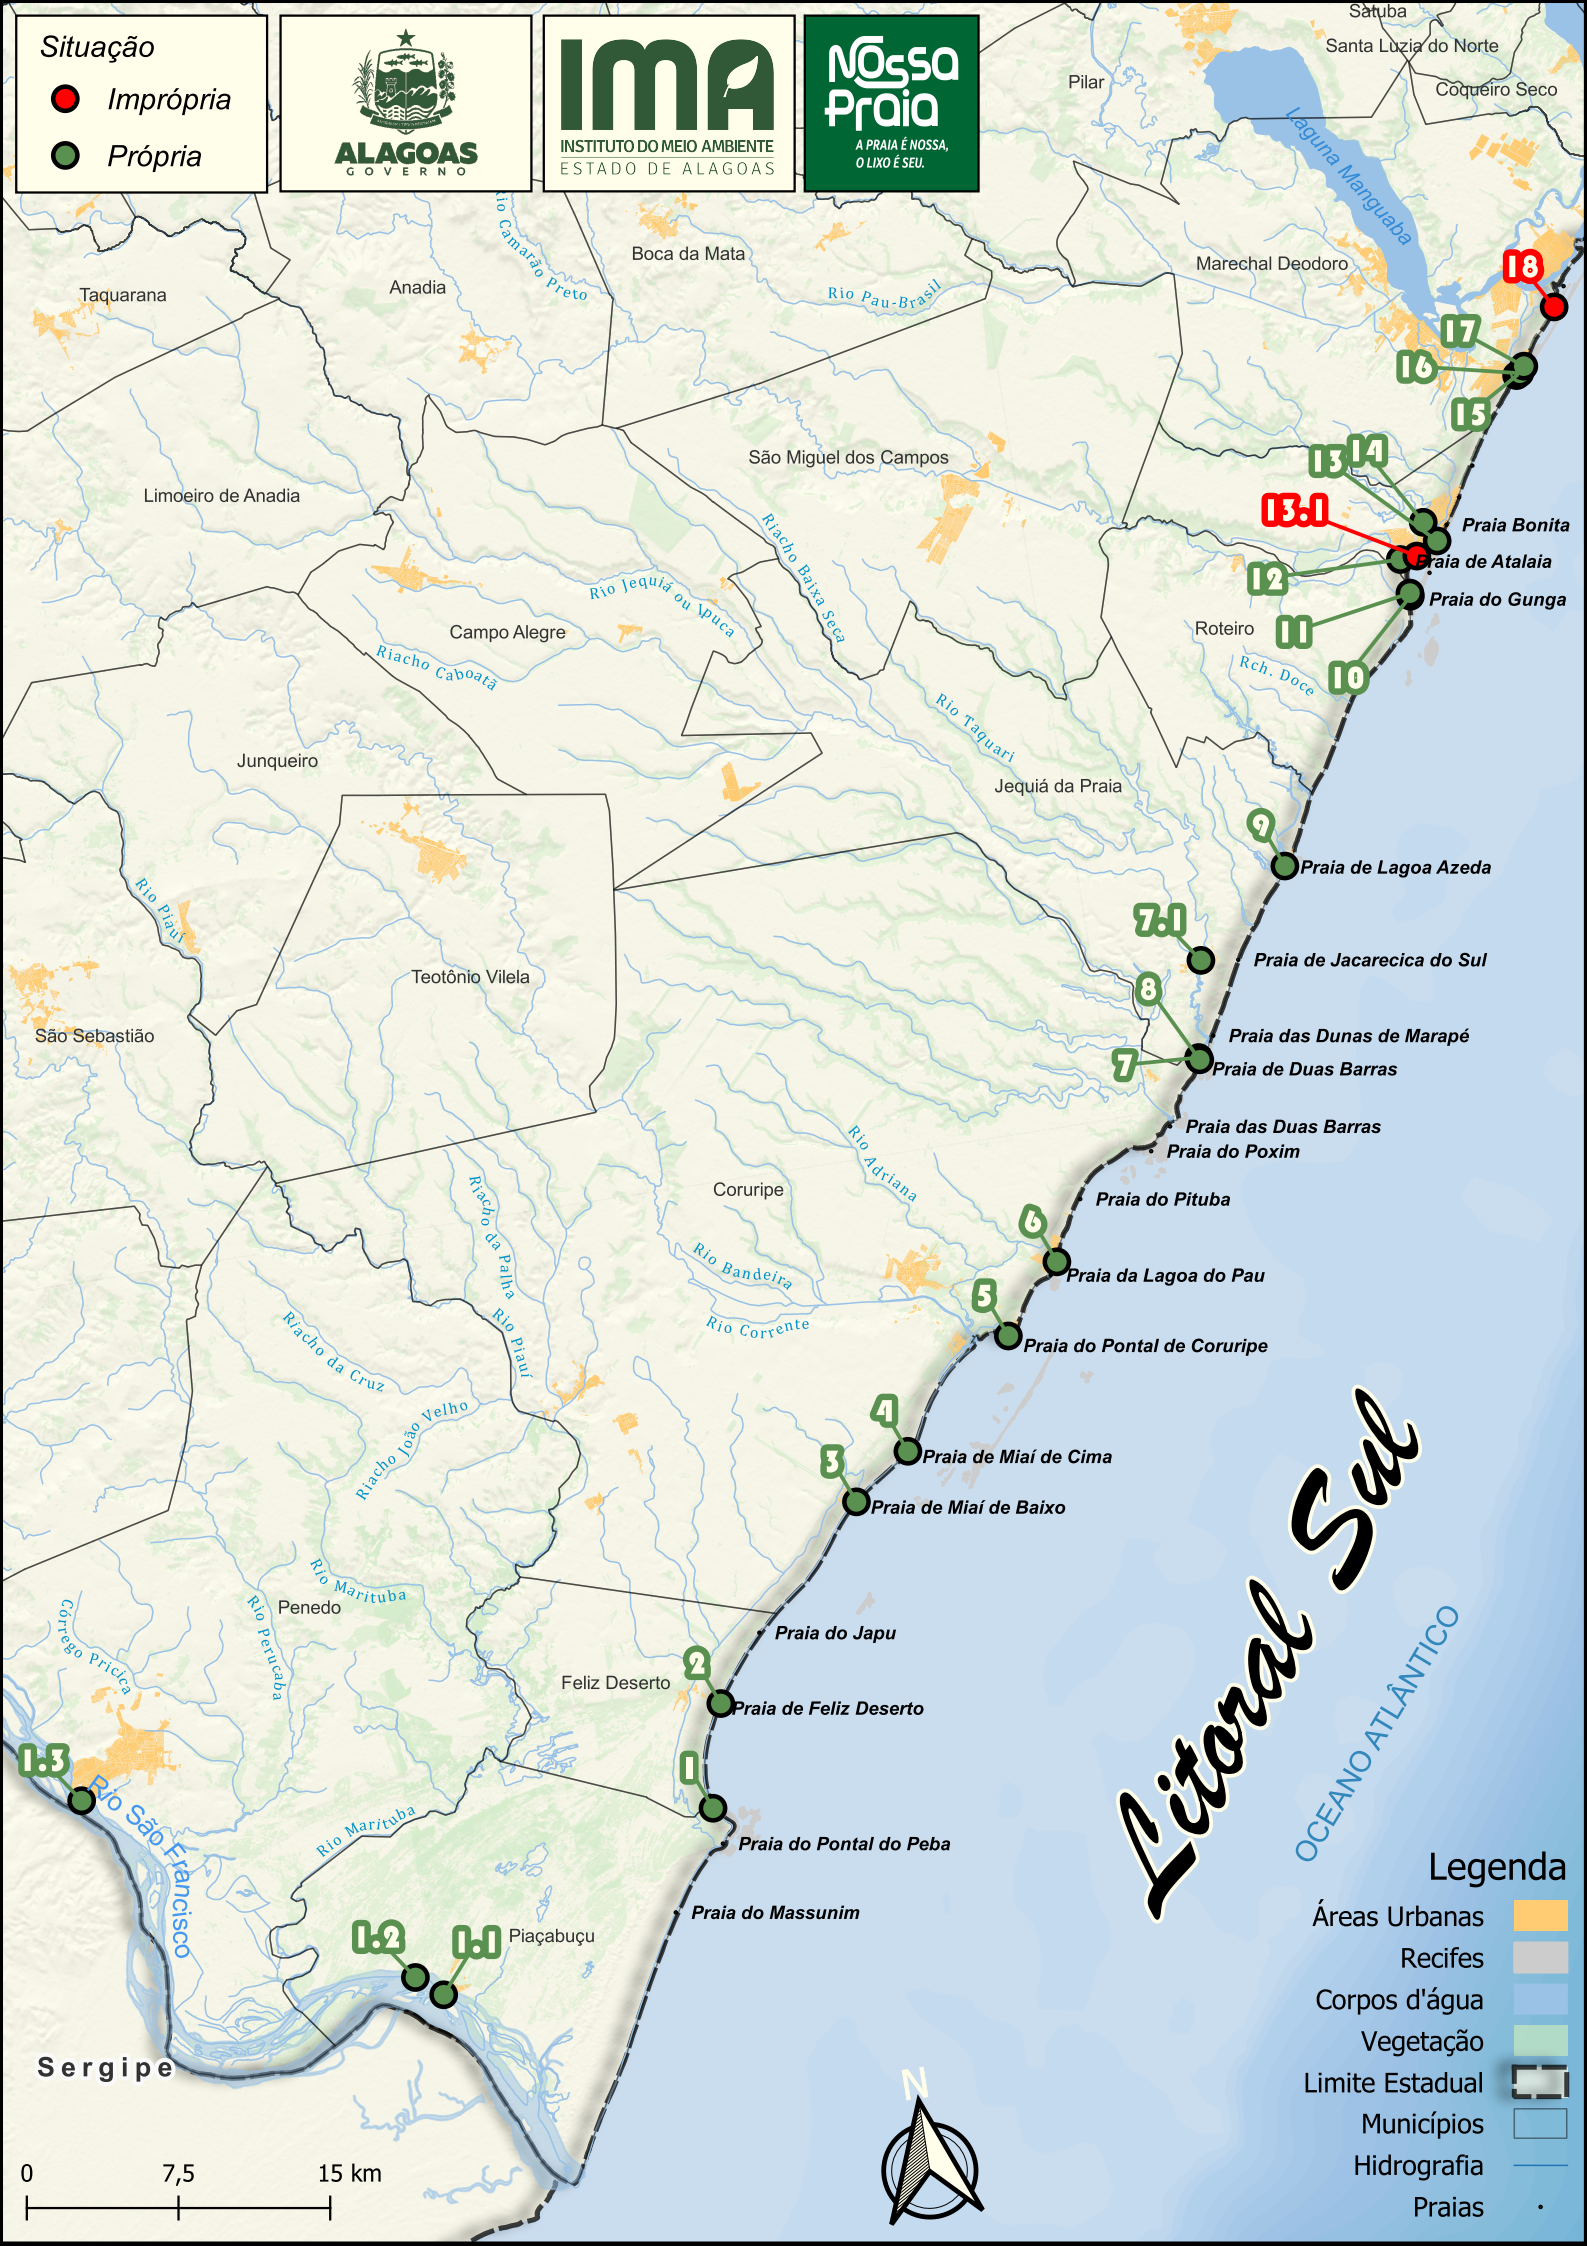 Situação
Imprópria
Própria
ALAGOAS
GOVERNO
IMA
INSTITUTO DO MEIO AMBIENTE
ESTADO DE ALAGOAS
Nossa
Praia
A PRAIA É NOSSA,
O LIXO É SEU.
Satuba
Santa Luzia do Norte
Pilar
Coqueiro Seco
Laguna Manguaba
Rio Camarão Preto
Boca da Mata
Marechal Deodoro
18
Taquarana
Anadia
Rio Pau-Brasil
17
16
15
São Miguel dos Campos
14
13
Limoeiro de Anadia
13.1
Praia Bonita
Praia de Atalaia
12
Praia do Gunga
Riacho Baixa Seca
Rio Jequiá ou Ipuca
Campo Alegre
Roteiro
11
Riacho Caboatã
Rch. Doce
10
Rio Taquari
Junqueiro
Jequiá da Praia
9
Praia de Lagoa Azeda
Rio Piauí
7.1
Praia de Jacarecica do Sul
Teotônio Vilela
8
São Sebastião
Praia das Dunas de Marapé
7
Praia de Duas Barras
Praia das Duas Barras
Praia do Poxim
Rio Adriana
Coruripe
Praia do Pituba
Riacho da Palha
6
Rio Bandeira
Praia da Lagoa do Pau
5
Rio Corrente
Riacho da Cruz
Rio Piauí
Praia do Pontal de Coruripe
Riacho João Velho
4
Praia de Miaí de Cima
3
Praia de Miaí de Baixo
Litoral Sul
Rio Marituba
Penedo
Córrego Pricica
Rio Perucaba
Praia do Japu
OCEANO ATLÂNTICO
2
Feliz Deserto
Praia de Feliz Deserto
1.3
1
Rio São Francisco
Rio Marituba
Praia do Pontal do Peba
Praia do Massunim
1.2
1.1
Piaçabuçu
Sergipe
Legenda
Áreas Urbanas
Recifes
Corpos d'água
Vegetação
Limite Estadual
Municípios
Hidrografia
Praias
N
0 7,5 15 km